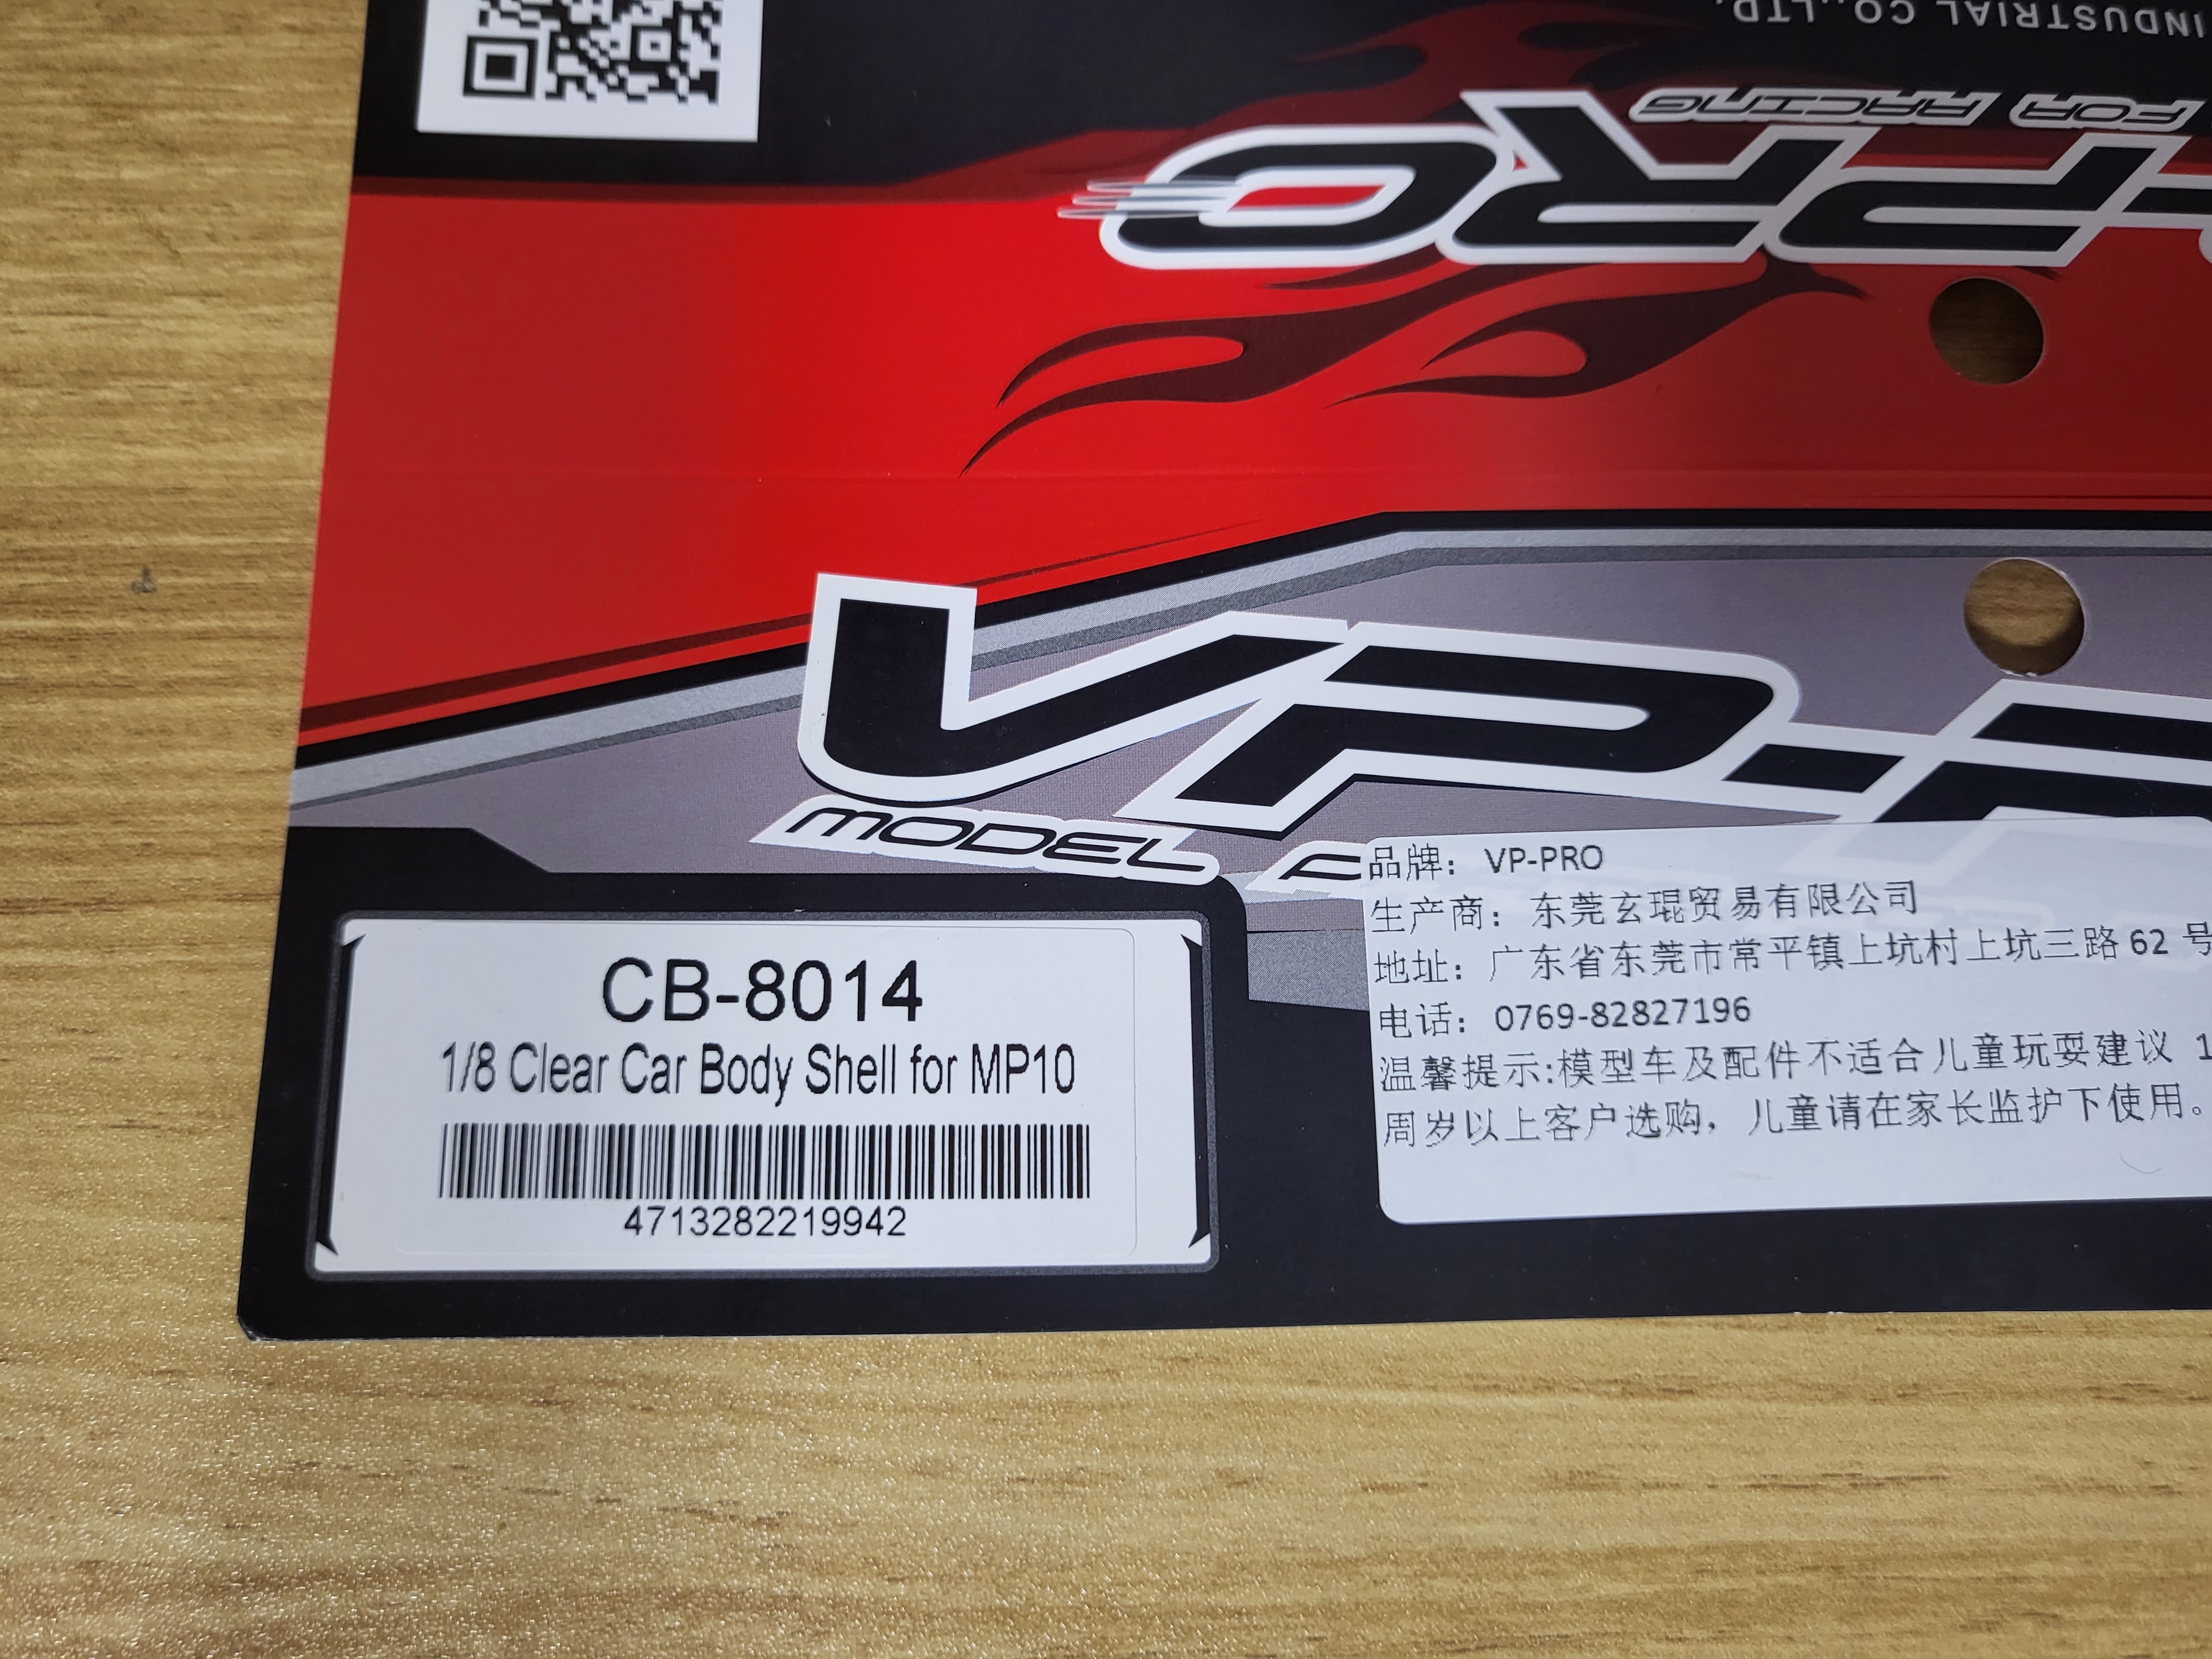 INDUSTRIAL CO.,LTD.
FOR RACING
PRO
VP-
MODEL
品牌： VP-PRO
生产商： 东莞玄琨贸易有限公司
地址： 广东省东莞市常平镇上坑村上坑三路 62 号
电话： 0769-82827196
温馨提示:模型车及配件不适合儿童玩耍建议 1
周岁以上客户选购，儿童请在家长监护下使用。
CB-8014
1/8 Clear Car Body Shell for MP10
4713282219942